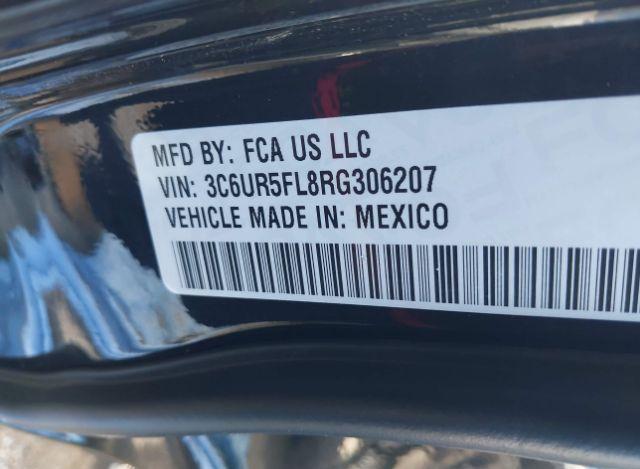 MFD BY: FCA US LLC
VIN: 3C6UR5FL8RG306207
VEHICLE MADE IN: MEXICO